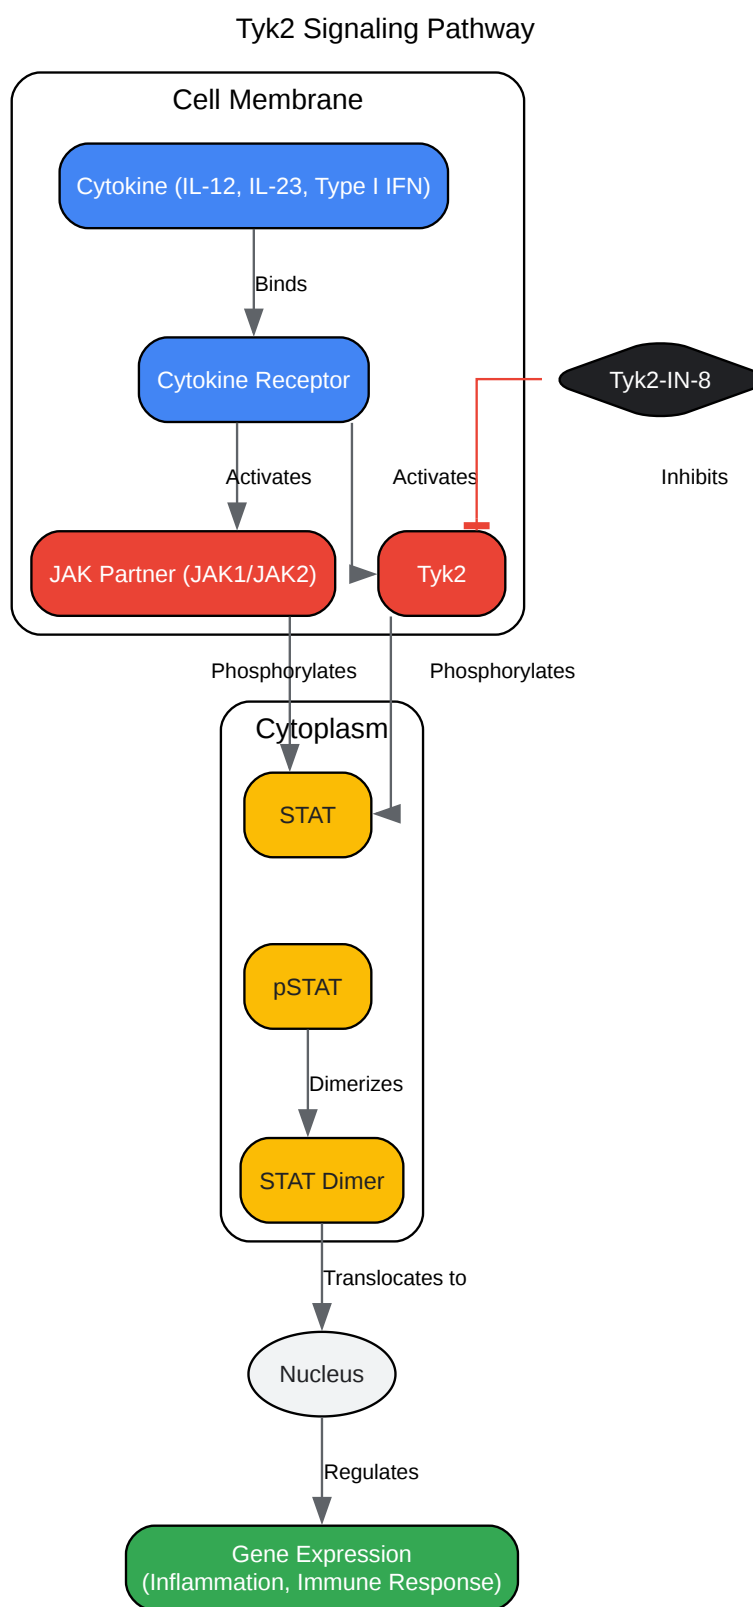 Tyk2 Signaling Pathway
Cell Membrane
Cytokine (IL-12, IL-23, Type I IFN)
Binds
Cytokine Receptor
Tyk2-IN-8
Activates
Activates
Inhibits
JAK Partner (JAK1/JAK2)
Tyk2
Phosphorylates
Phosphorylates
Cytoplasm
STAT
pSTAT
Dimerizes
STAT Dimer
Translocates to
Nucleus
Regulates
Gene Expression
(Inflammation, Immune Response)